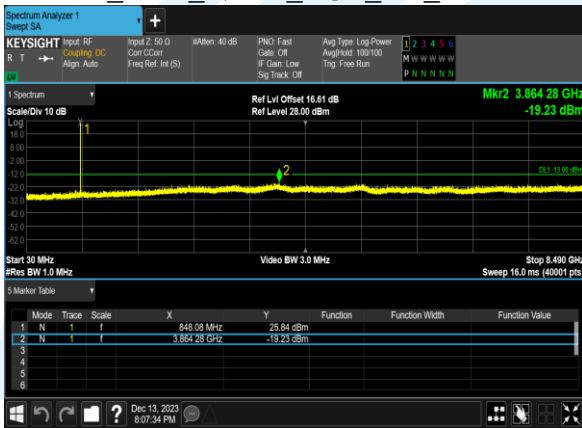 Spectrum Analyzer 1
Swept SA
KEYSIGHT Input: RF Input Z: 50 Ω #Atten: 40 dB PNO: Fast Avg Type: Log-Power 1 2 3 4 5 6
R T Coupling: DC Corr CCorr Gate: Off Avg|Hold: 100/100 M W W W W W
Align: Auto Freq Ref: Int (S) IF Gain: Low Trig: Free Run
LV Sig Track: Off P N N N N N
1 Spectrum Ref Lvl Offset 16.61 dB Mkr2 3.864 28 GHz
Scale/Div 10 dB Ref Level 28.00 dBm -19.23 dBm
Log
18.0
8.00
-2.00
-12.0
-22.0
-32.0
-42.0
-52.0
-62.0
1
2
DL1 -13.00 dBm
Start 30 MHz Video BW 3.0 MHz Stop 8.490 GHz
#Res BW 1.0 MHz Sweep 16.0 ms (40001 pts
5 Marker Table
Mode Trace Scale X Y Function Function Width Function Value
1 N 1 f 848.08 MHz 25.84 dBm
2 N 1 f 3.864 28 GHz -19.23 dBm
3
4
5
6
? Dec 13, 2023
8:07:34 PM